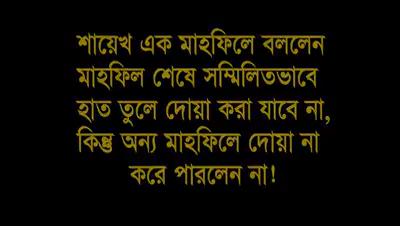 শায়েখ এক মাহফিলে বললেন
মাহফিল শেষে সম্মিলিতভাবে
হাত তুলে দোয়া করা যাবে না,
কিন্তু অন্য মাহফিলে দোয়া না
করে পারলেন না!